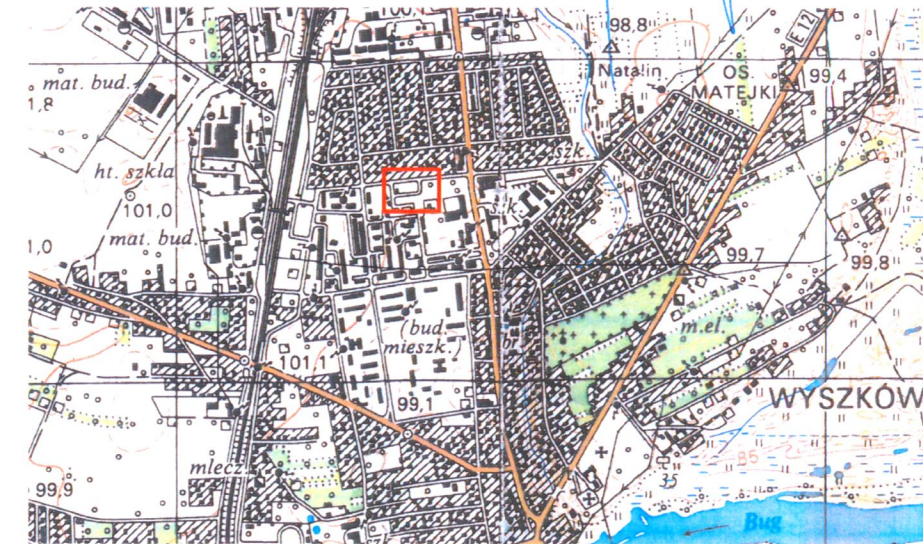 100,1
98,8
E12
Natalin
OS.
MATEJKI
99,4
mat. bud.
1,8
szk.
ht. szkła
101,0
mat. bud.
1,0
99,7
99,8
(bud.
mieszk.)
m.el.
101,1
99,1
WYSZKÓW
mlecz.
85
35
99,9
Bug